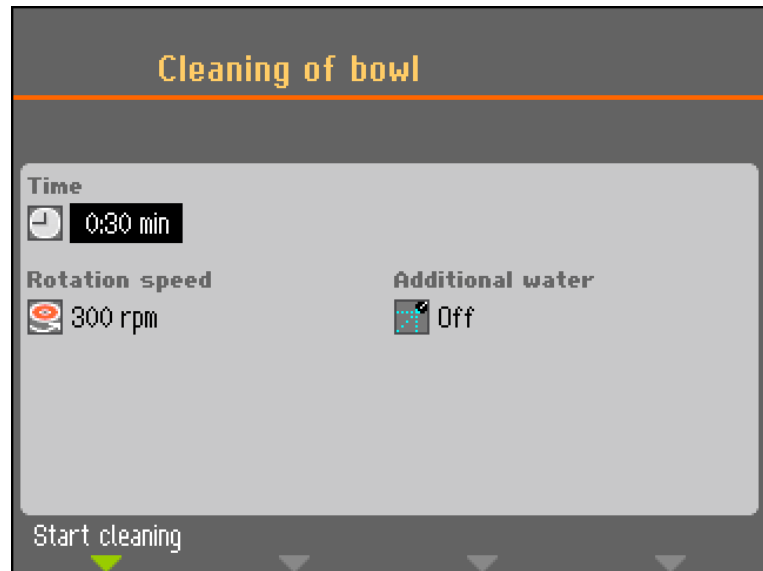 Cleaning of bowl
Time
0:30 min
Rotation speed
Additional water
300 rpm
Off
Start cleaning